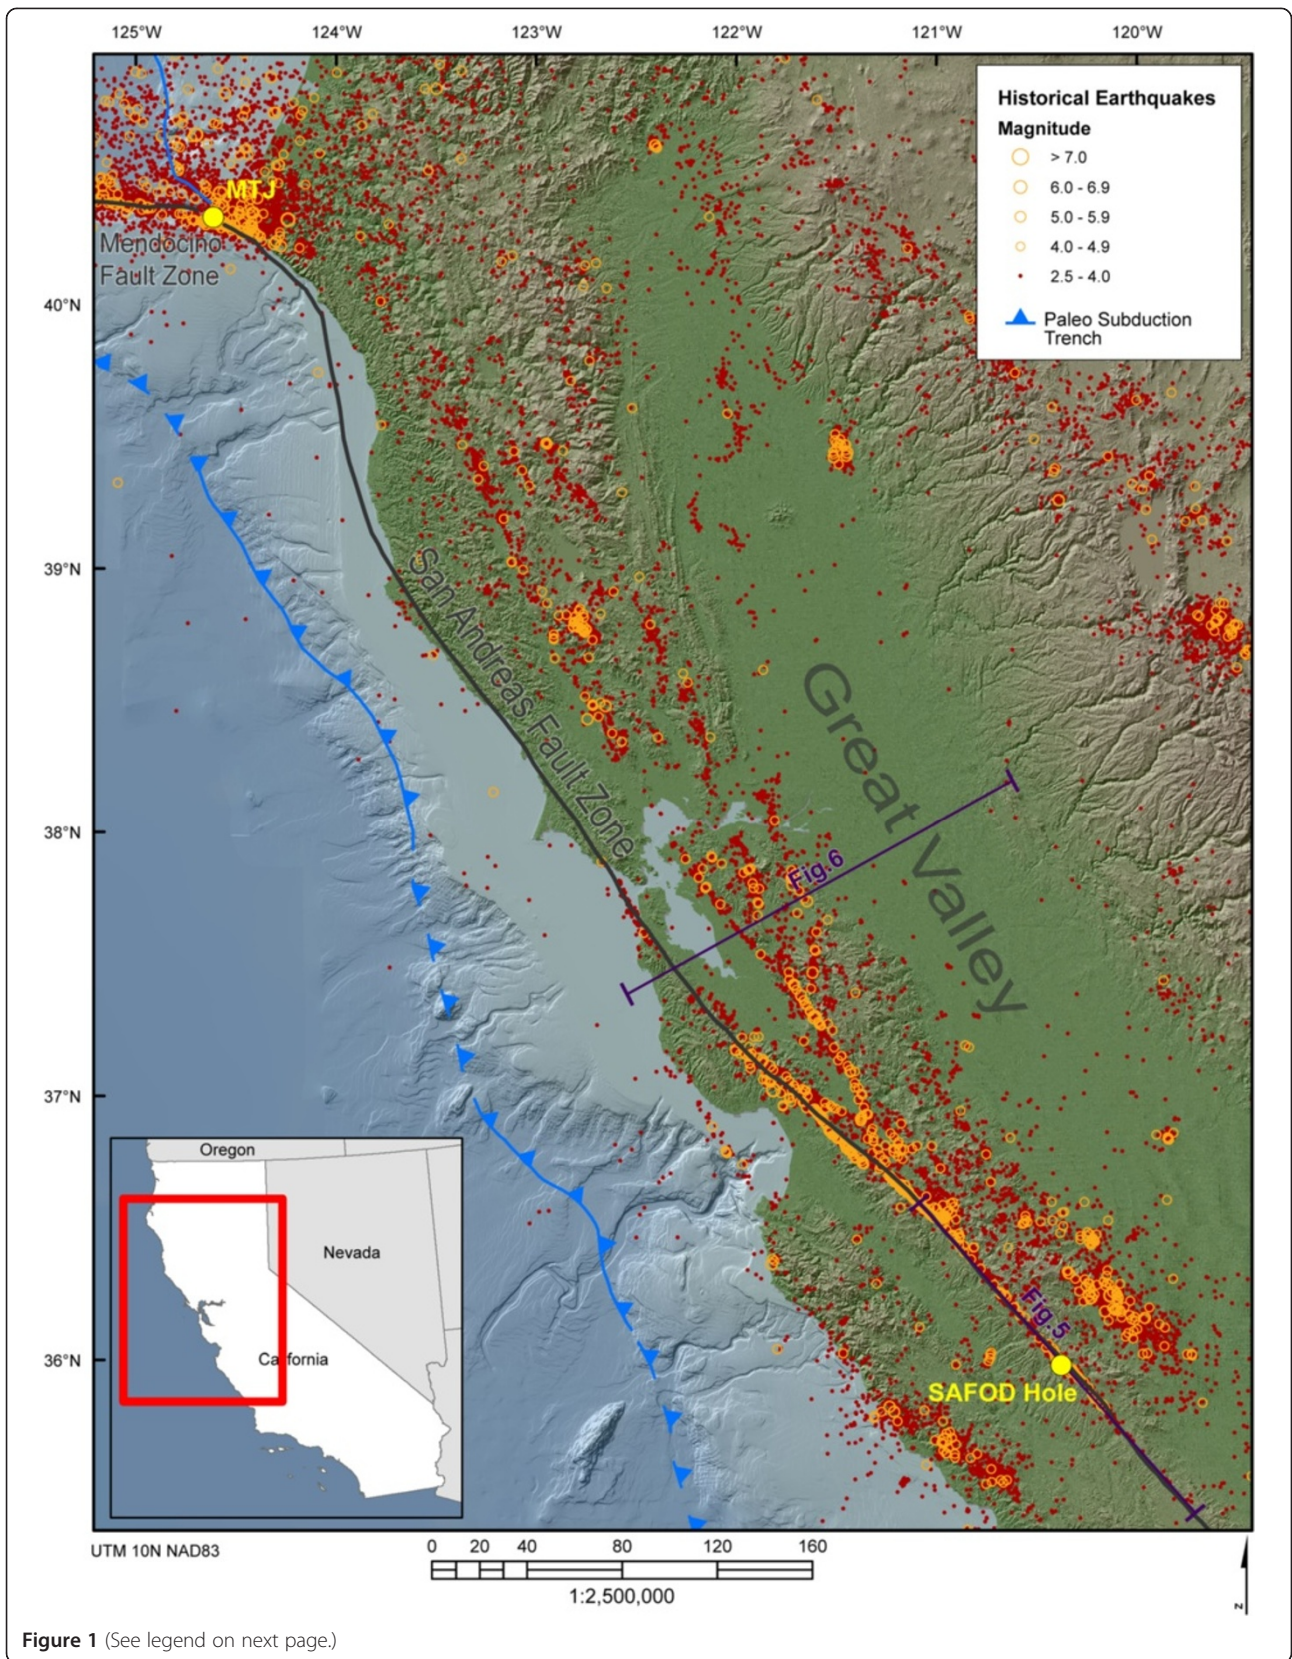 125°W 124°W 123°W 122°W 121°W 120°W
Historical Earthquakes
Magnitude
> 7.0
6.0 - 6.9
5.0 - 5.9
4.0 - 4.9
2.5 - 4.0
Paleo Subduction
Trench
MTJ
Mendocino
Fault Zone
40°N
39°N
San Andreas Fault Zone
Great Valley
38°N
Fig.6
37°N
Oregon
Nevada
California
Fig.5
36°N
SAFOD Hole
UTM 10N NAD83
0 20 40 80 120 160
1:2,500,000
z
Figure 1 (See legend on next page.)